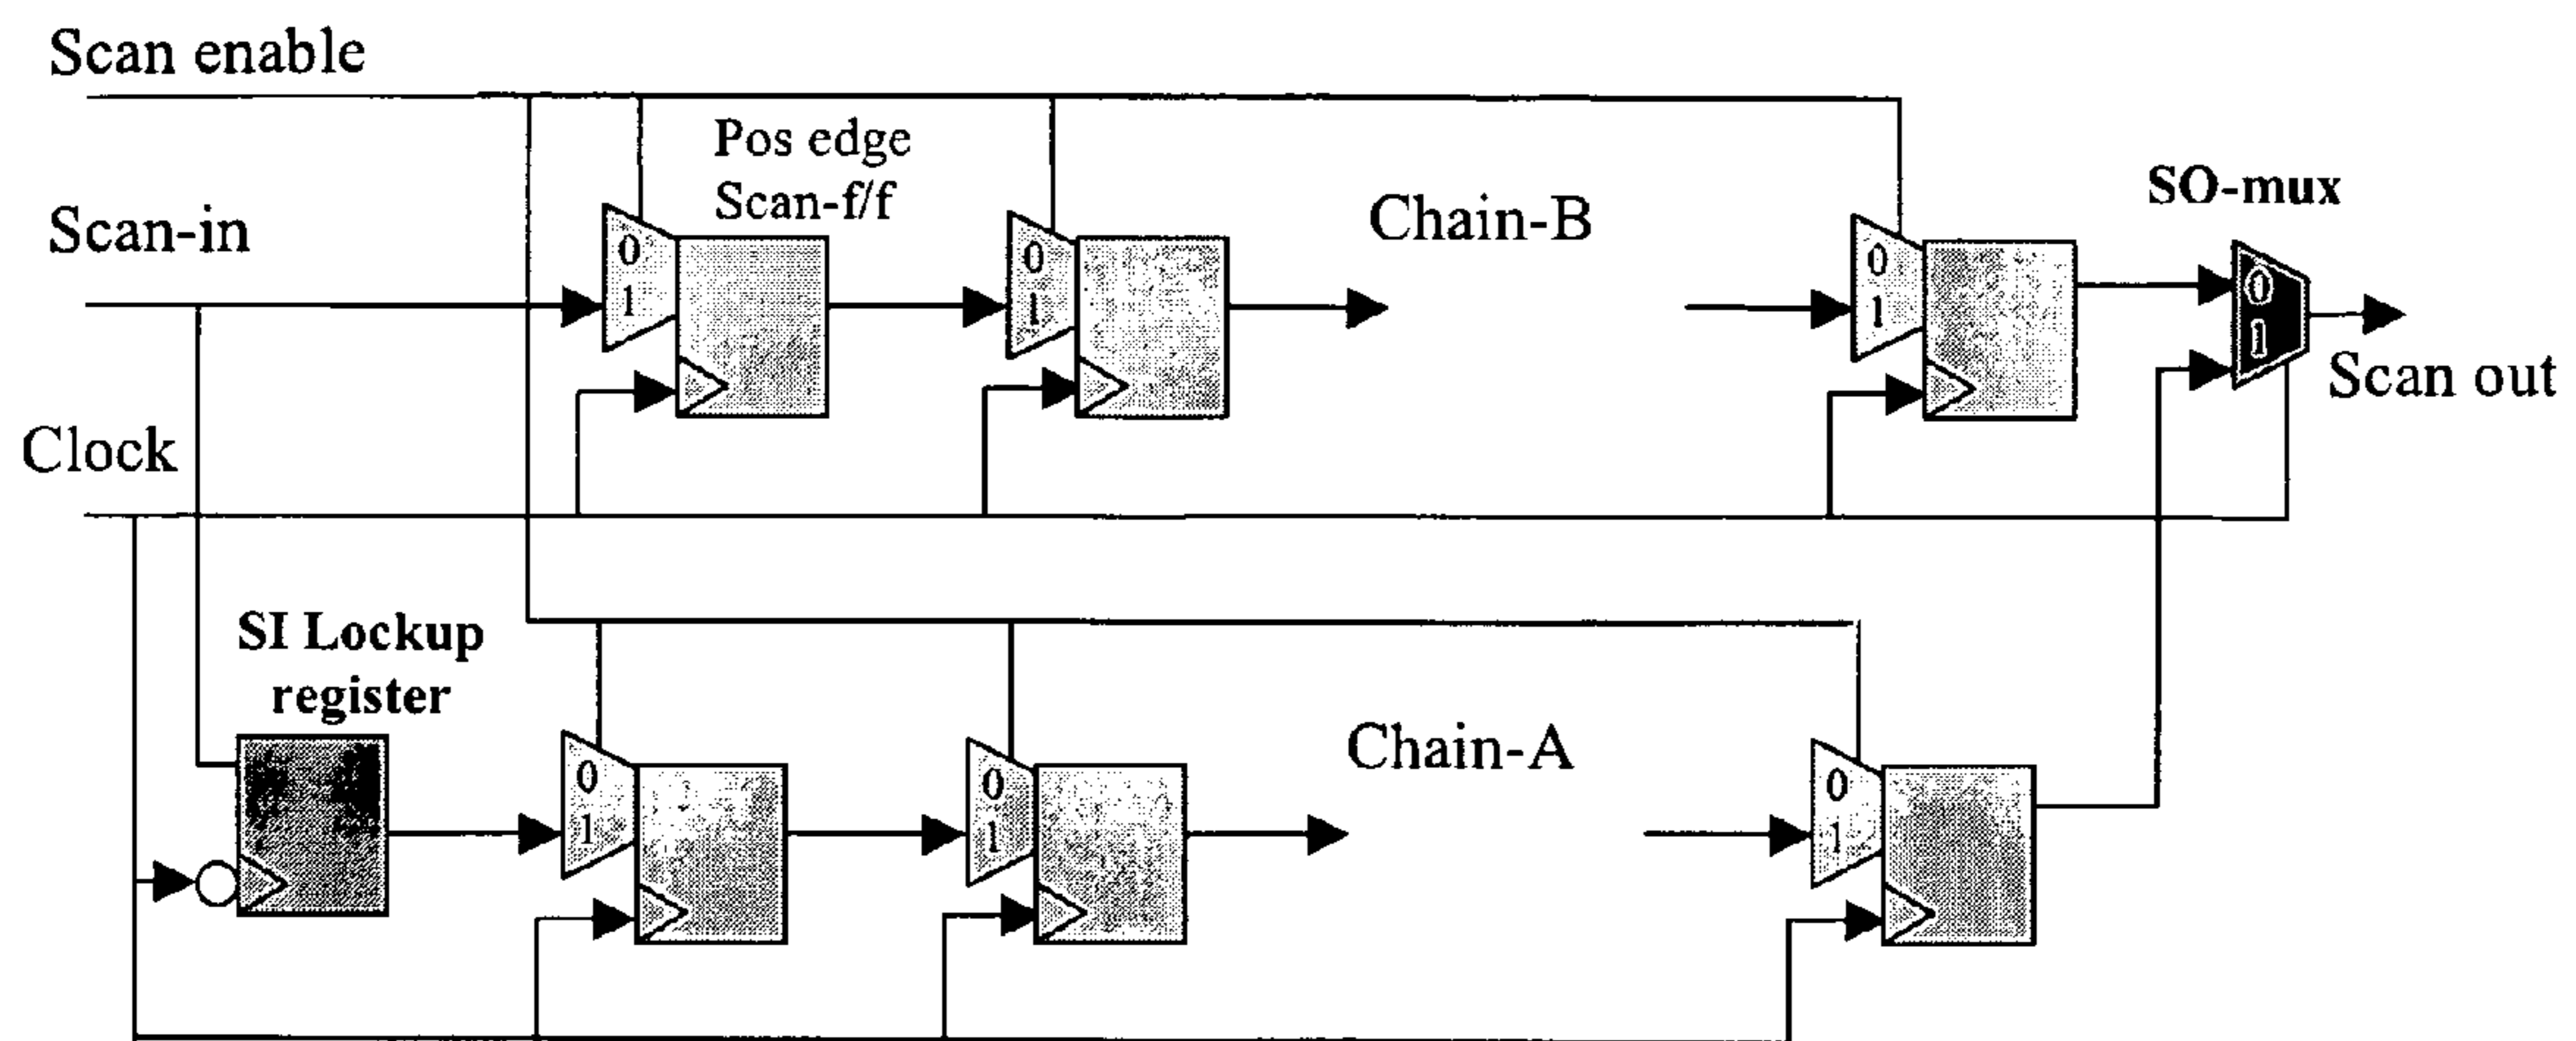 Scan enable
Pos edge
Scan-f/f
Scan-in
Chain-B
SO-mux
0
1
0
1
0
1
0
1
Scan out
Clock
SI Lockup
register
Chain-A
0
1
0
1
0
1